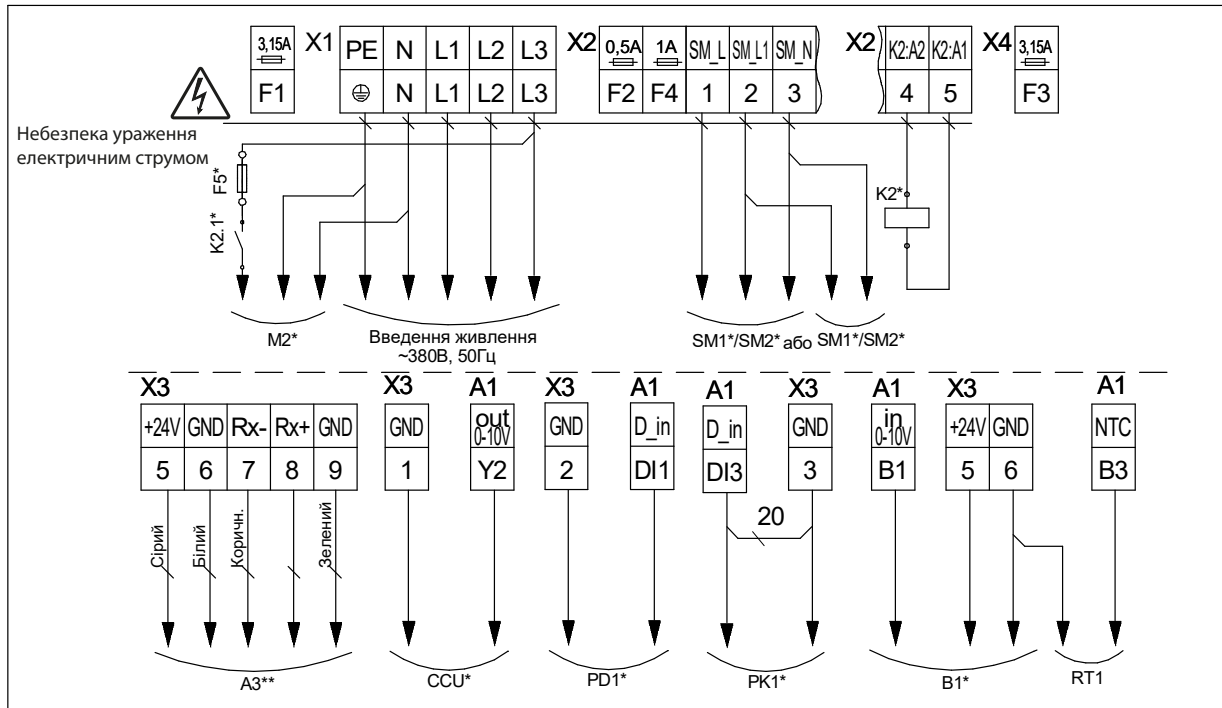 3,15A X1 PE N L1 L2 L3 X2 0,5A 1A SM_L SM_L1 SM_N X2 K2:A2 K2:A1 X4 3,15A
F1 N L1 L2 L3 F2 F4 1 2 3 4 5 F3
Небезпека ураження
електричним струмом
F5*
K2.1*
K2*
M2*
Введення живлення
~380В, 50Гц
SM1*/SM2* або SM1*/SM2*
X3 X3 A1 X3 A1 A1 X3 A1 X3 A1
+24V GND Rx- Rx+ GND GND out 0-10V GND D_in D_in GND in 0-10V +24V GND NTC
5 6 7 8 9 1 Y2 2 DI1 DI3 3 B1 5 6 B3
20
Сірий
Білий
Коричн.
Зелений
A3** CCU* PD1* PK1* B1* RT1